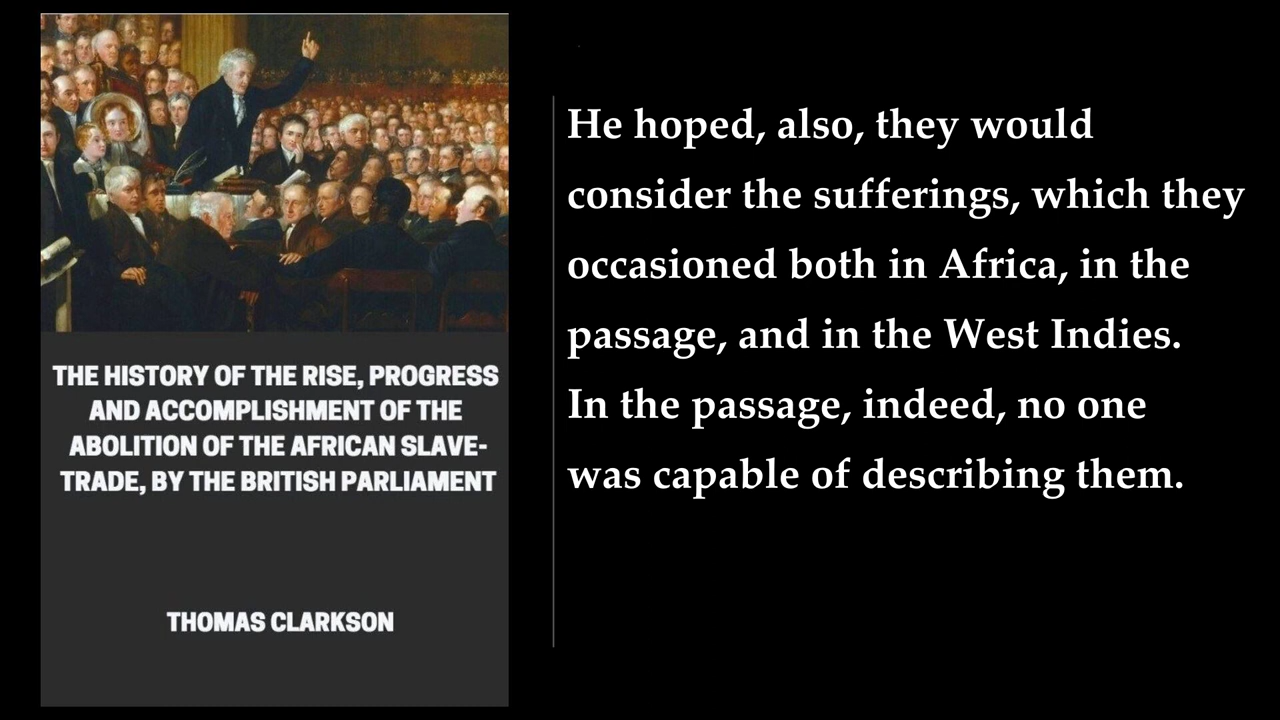 THE HISTORY OF THE RISE, PROGRESS
AND ACCOMPLISHMENT OF THE
ABOLITION OF THE AFRICAN SLAVE-
TRADE, BY THE BRITISH PARLIAMENT
THOMAS CLARKSON
He hoped, also, they would
consider the sufferings, which they
occasioned both in Africa, in the
passage, and in the West Indies.
In the passage, indeed, no one
was capable of describing them.